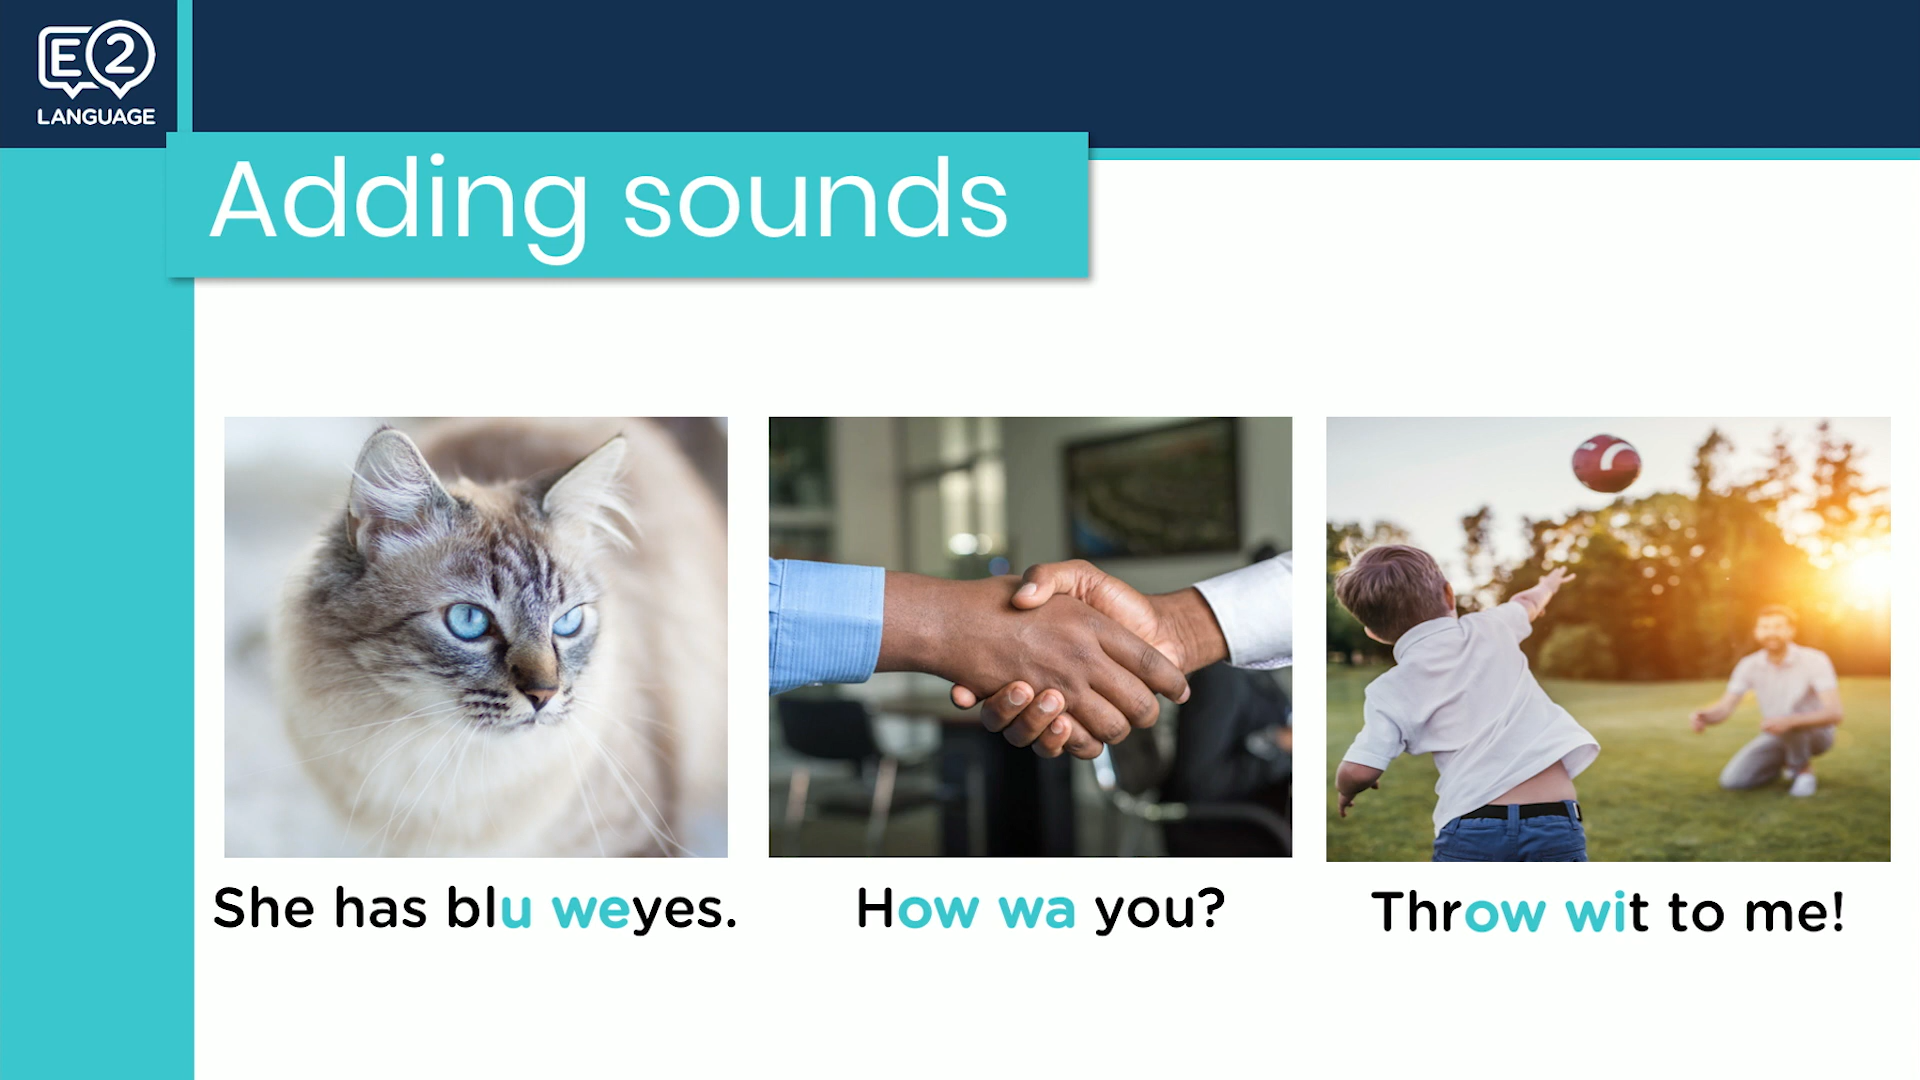 E2
LANGUAGE
Adding sounds
She has blu weyes.
How wa you?
Throw wit to me!